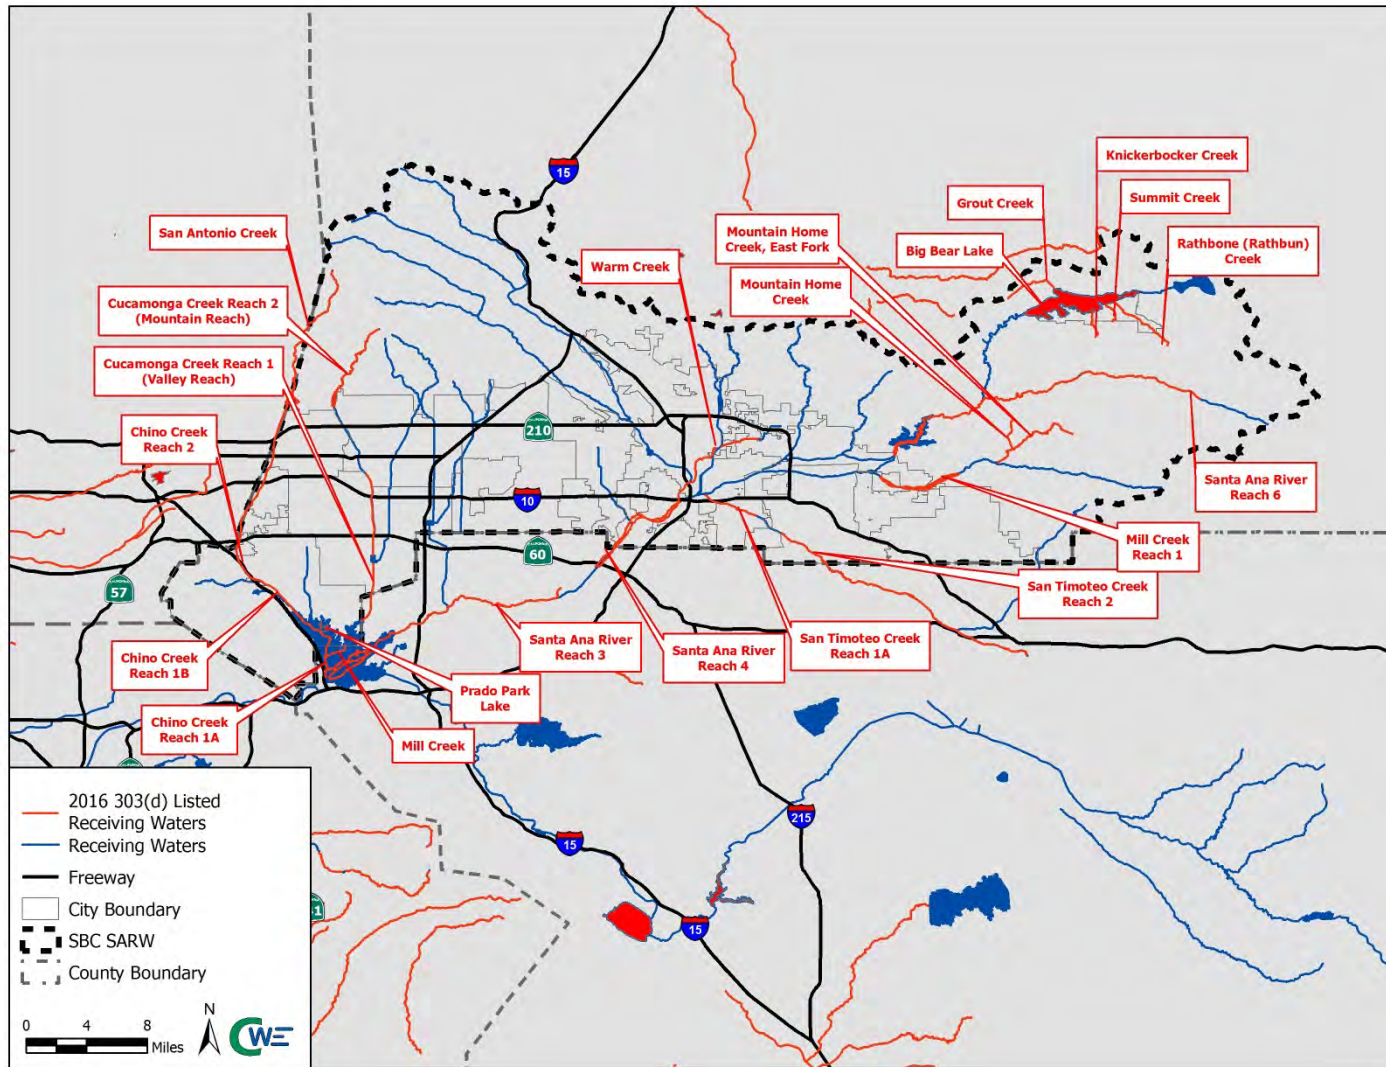 15
Knickerbocker Creek
Grout Creek
Summit Creek
San Antonio Creek
Mountain Home
Creek, East Fork
Big Bear Lake
Rathbone (Rathbun)
Creek
Warm Creek
Mountain Home
Creek
Cucamonga Creek Reach 2
(Mountain Reach)
Cucamonga Creek Reach 1
(Valley Reach)
Chino Creek
Reach 2
210
10
Santa Ana River
Reach 6
60
Mill Creek
Reach 1
57
San Timoteo Creek
Reach 2
Chino Creek
Reach 1B
Santa Ana River
Reach 3
Santa Ana River
Reach 4
San Timoteo Creek
Reach 1A
Prado Park
Lake
Chino Creek
Reach 1A
Mill Creek
215
15
15
2016 303(d) Listed
Receiving Waters
Receiving Waters
Freeway
City Boundary
SBC SARW
County Boundary
0 4 8
Miles
N
CWE